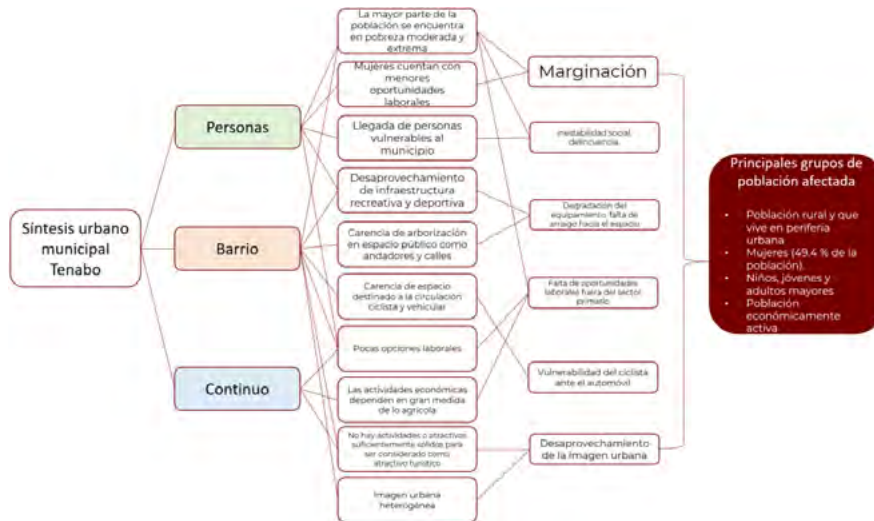 La mayor parte de la
población se encuentra
en pobreza moderada y
extrema
Mujeres cuentan con
menores
oportunidades
laborales
Llegada de personas
vulnerables al
municipio
Desaprovechamiento
de infraestructura
recreativa y deportiva
Carencia de arborización
en espacio público como
andadores y calles
Carencia de espacio
destinado a la circulación
ciclista y vehicular
Pocas opciones laborales
Las actividades económicas
dependen en gran medida
de lo agrícola
No hay actividades o atractivos
suficientemente sólidos para
ser considerado como
atractivo turístico
Imagen urbana
heterogénea
Síntesis urbano
municipal
Tenabo
Personas
Barrio
Continuo
Marginación
Inestabilidad social
delincuencia.
Degradación del
equipamiento falta de
arraigo hacia el espacio
Falta de oportunidades
laborales fuera del sector
primario
Vulnerabilidad del ciclista
ante el automóvil
Desaprovechamiento
de la imagen urbana
Principales grupos de
población afectada
• Población rural y que
vive en periferia
urbana
• Mujeres (49.4 % de la
población).
• Niños, jóvenes y
adultos mayores
• Población
económicamente
activa